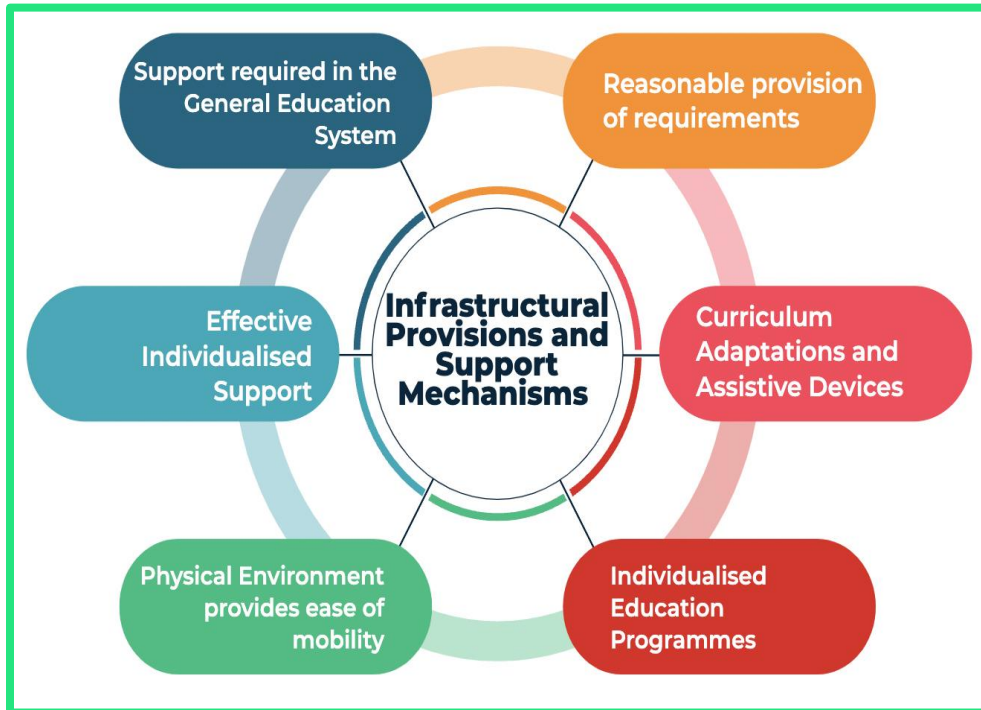 Support required in the
General Education
System
Reasonable provision
of requirements
Effective
Individualised
Support
Infrastructural
Provisions and
Support
Mechanisms
Curriculum
Adaptations and
Assistive Devices
Physical Environment
provides ease of
mobility
Individualised
Education
Programmes